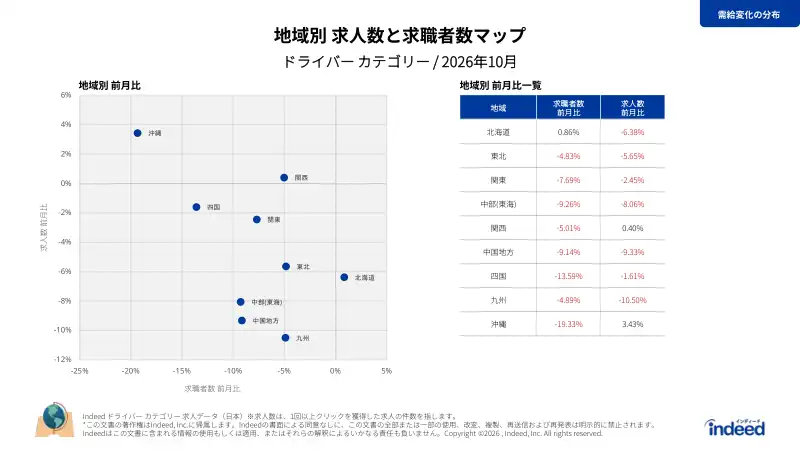 需給変化の分布
地域別 求人数と求職者数マップ
ドライバー カテゴリー / 2026年10月
地域別 前月比
6%
4%
2%
0%
-2%
-4%
-6%
-8%
-10%
-12%
-25%
-20%
-15%
-10%
-5%
0%
5%
求人数 前月比
求職者数 前月比
沖縄
関西
四国
関東
東北
北海道
中部(東海)
中国地方
九州
地域別 前月比一覧
地域 求職者数 前月比 求人数 前月比
北海道 0.86% -6.38%
東北 -4.83% -5.65%
関東 -7.69% -2.45%
中部(東海) -9.26% -8.06%
関西 -5.01% 0.40%
中国地方 -9.14% -9.33%
四国 -13.59% -1.61%
九州 -4.89% -10.50%
沖縄 -19.33% 3.43%
Indeed ドライバー カテゴリー 求人データ（日本）※求人数は、1回以上クリックを獲得した求人の件数を指します。
*この文書の著作権はIndeed, Inc.に帰属します。Indeedの書面による同意なしに、この文書の全部または一部の使用、改変、複製、再送信および再発表は明示的に禁止されます。
Indeedはこの文書に含まれる情報の使用もしくは適用、またはそれらの解釈によるいかなる責任も負いません。Copyright ©2026 , Indeed, Inc. All rights reserved.
インディード
indeed